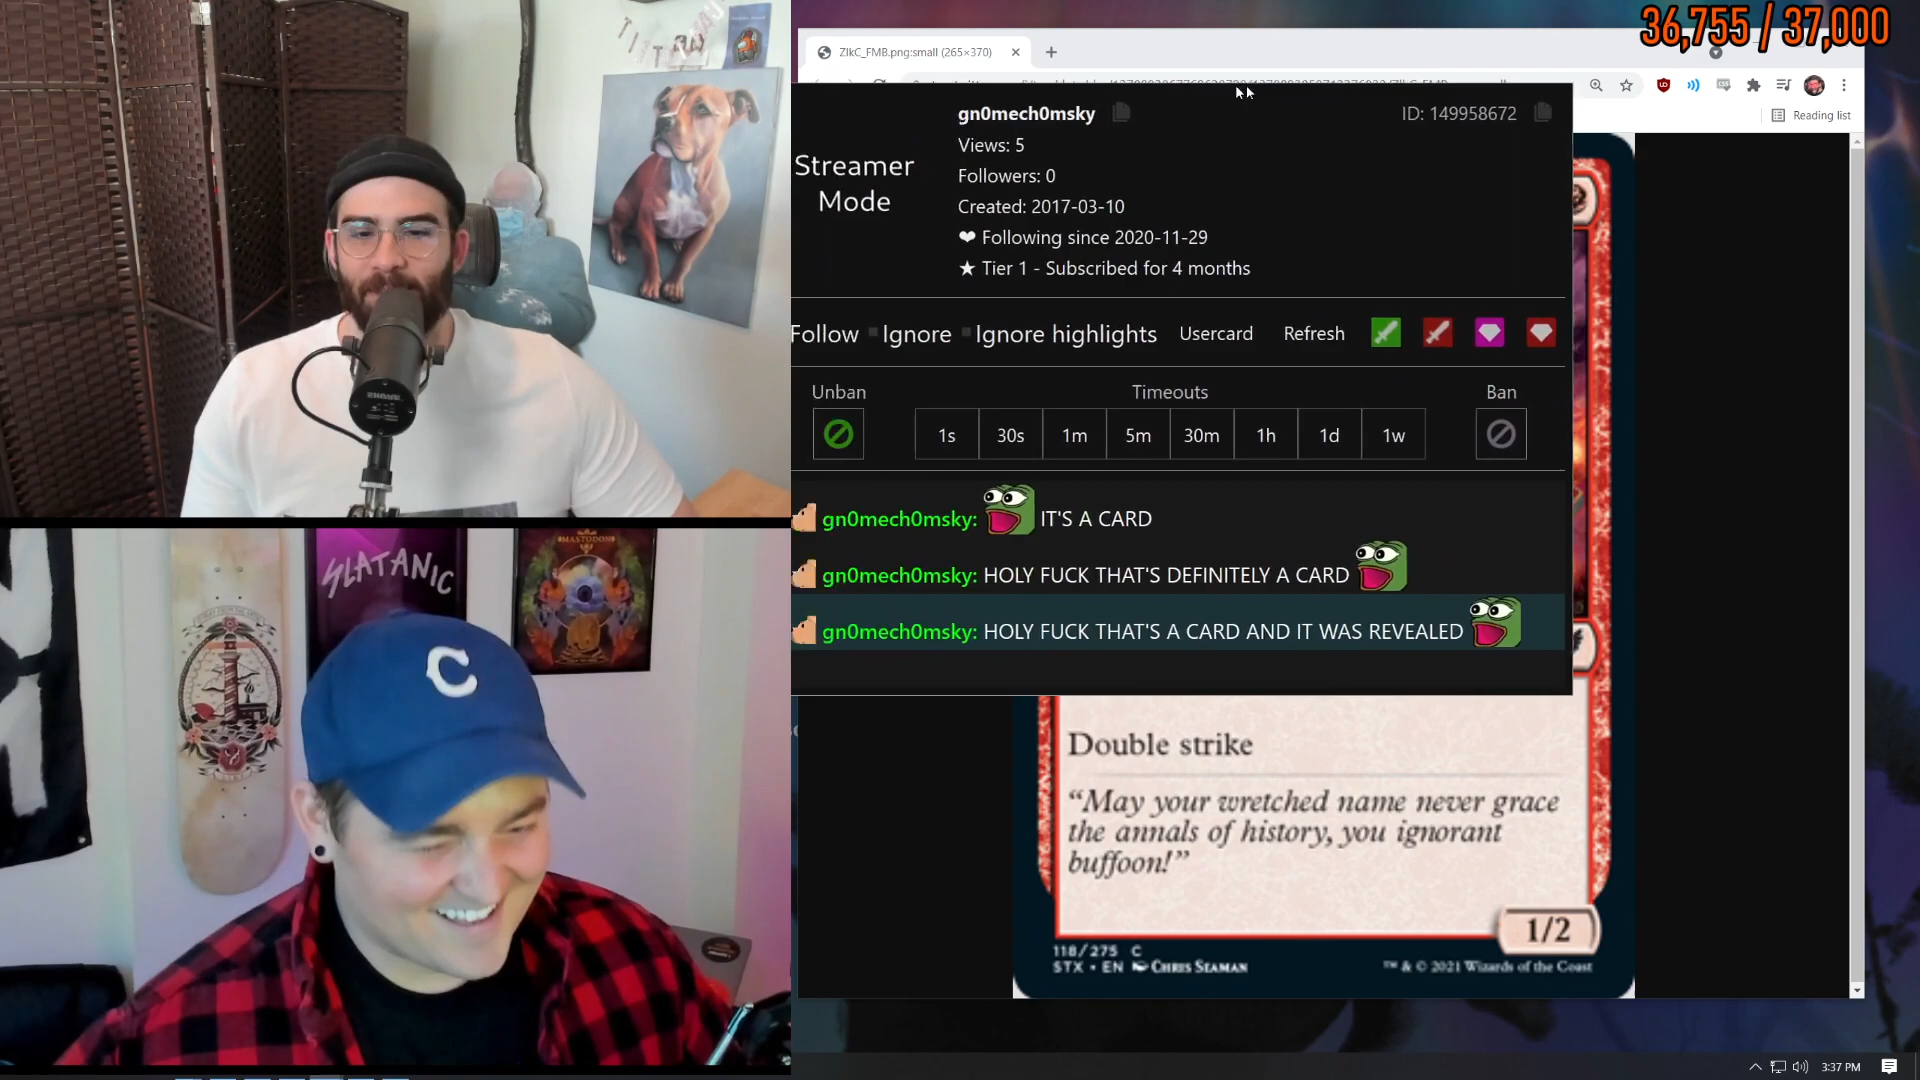 36,755 / 37,000
ZlkC_FMB.png:small (265×370)
Reading list
gn0mech0msky
ID: 149958672
Streamer Mode
Views: 5
Followers: 0
Created: 2017-03-10
❤ Following since 2020-11-29
★ Tier 1 - Subscribed for 4 months
Follow Ignore Ignore highlights Usercard Refresh
Unban Timeouts Ban
1s 30s 1m 5m 30m 1h 1d 1w
gn0mech0msky: IT'S A CARD
gn0mech0msky: HOLY FUCK THAT'S DEFINITELY A CARD
gn0mech0msky: HOLY FUCK THAT'S A CARD AND IT WAS REVEALED
Double strike
“May your wretched name never grace
the annals of history, you ignorant
buffoon!”
1/2
118/275 C
STX • EN Chris Seaman
™ & © 2021 Wizards of the Coast
SLATANIC
MASTODON
C
3:37 PM